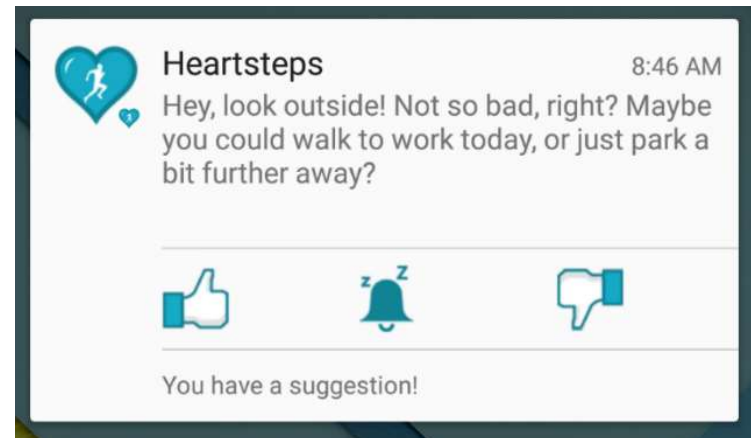 Heartsteps 8:46 AM
Hey, look outside! Not so bad, right? Maybe
you could walk to work today, or just park a
bit further away?
z Z
You have a suggestion!